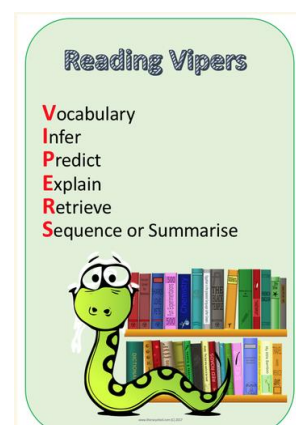 Reading Vipers
Vocabulary
Infer
Predict
Explain
Retrieve
Sequence or Summarise